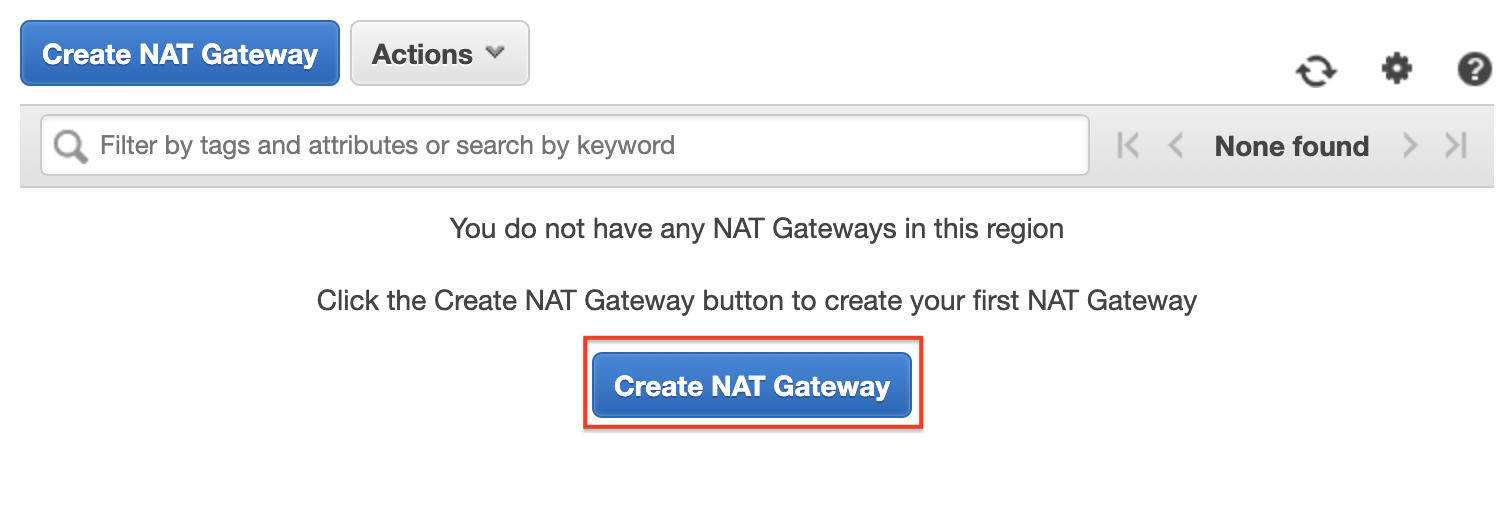 Create NAT Gateway Actions
Filter by tags and attributes or search by keyword None found
You do not have any NAT Gateways in this region
Click the Create NAT Gateway button to create your first NAT Gateway
Create NAT Gateway